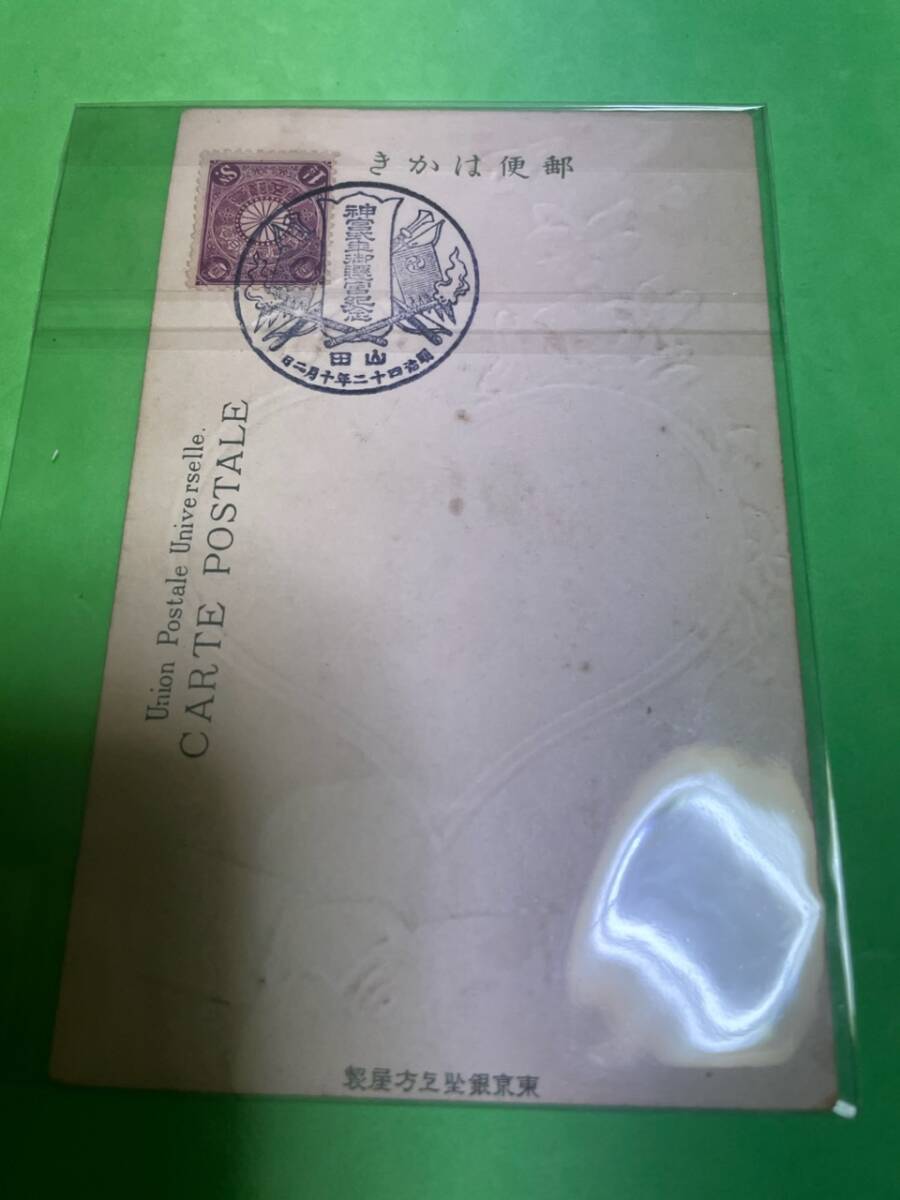 郵便はかき
神宮式年御遷宮紀念
山田
明治四十二年十月二日
Union Postale Universelle.
CARTE POSTALE
東京銀座上方屋製